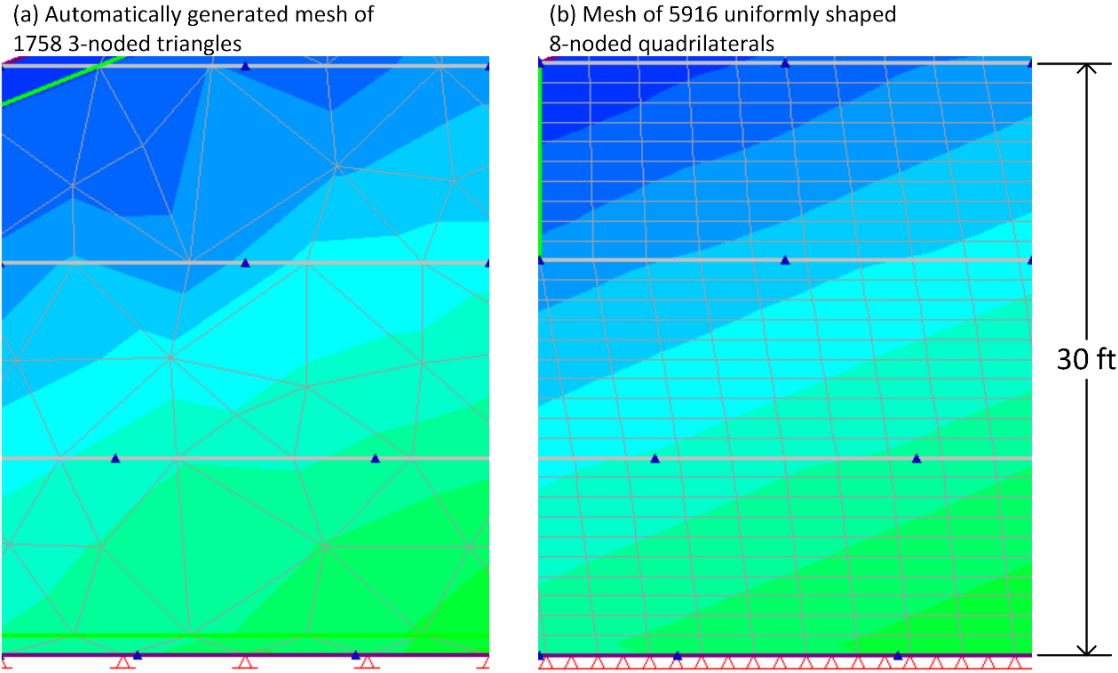 (a) Automatically generated mesh of
1758 3-noded triangles
(b) Mesh of 5916 uniformly shaped
8-noded quadrilaterals
30 ft